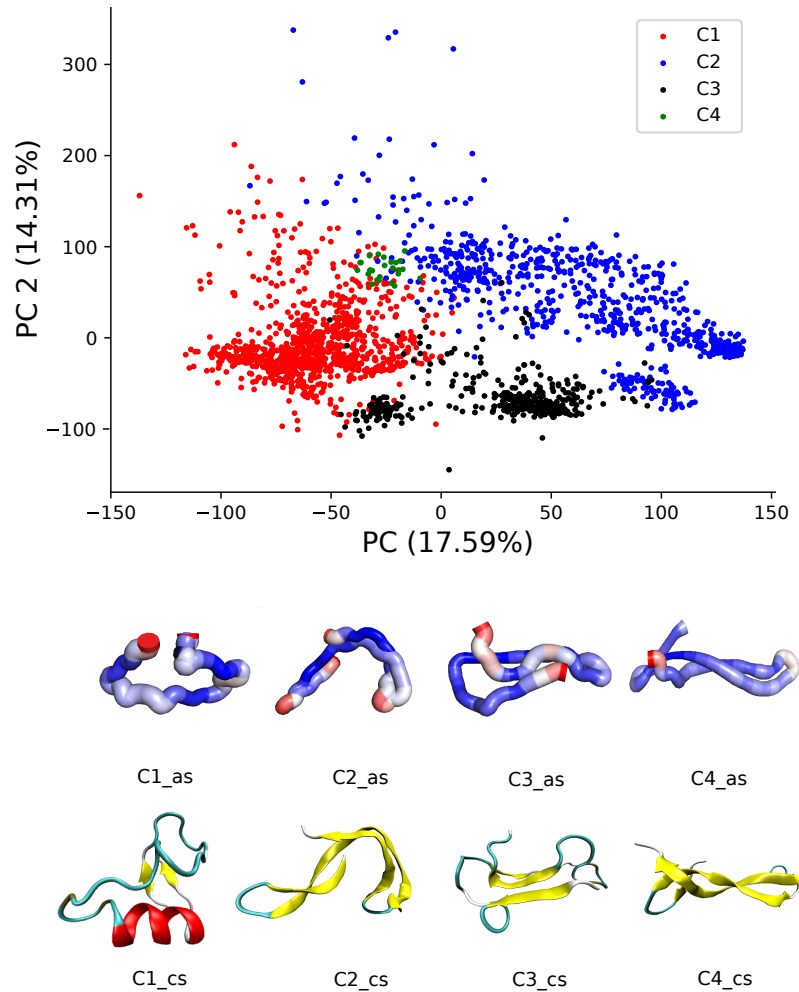 C1
C2
C3
C4
300
200
100
0
−100
PC 2 (14.31%)
−150
−100
−50
0
50
100
150
PC (17.59%)
C1_as
C2_as
C3_as
C4_as
C1_cs
C2_cs
C3_cs
C4_cs